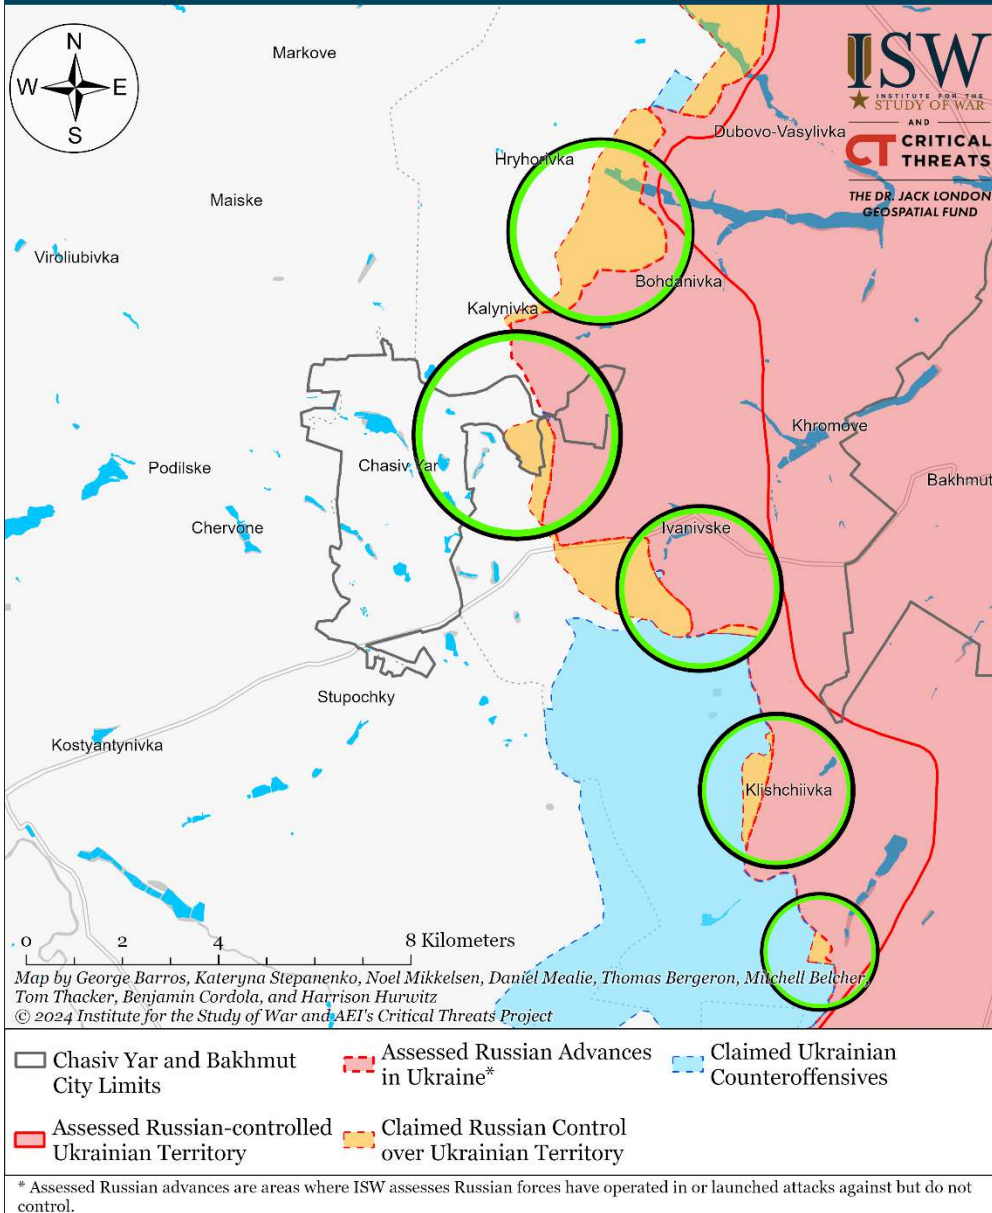 N
W E
S
ISW
INSTITUTE FOR THE
STUDY OF WAR
AND
CT CRITICAL
THREATS
THE DR. JACK LONDON
GEOSPATIAL FUND
Markove
Dubovo-Vasylivka
Hryhorivka
Maiske
Viroliubivka
Bohdanivka
Kalynivka
Khromove
Chasiv Yar
Podilske
Bakhmut
Chervone
Ivanivske
Stupochky
Kostyantynivka
Klishchiivka
0 2 4 8 Kilometers
Map by George Barros, Kateryna Stepanenko, Noel Mikkelsen, Daniel Mealie, Thomas Bergeron, Mitchell Belcher,
Tom Thacker, Benjamin Cordola, and Harrison Hurwitz
© 2024 Institute for the Study of War and AEI's Critical Threats Project
Chasiv Yar and Bakhmut
City Limits
Assessed Russian Advances
in Ukraine*
Claimed Ukrainian
Counteroffensives
Assessed Russian-controlled
Ukrainian Territory
Claimed Russian Control
over Ukrainian Territory
* Assessed Russian advances are areas where ISW assesses Russian forces have operated in or launched attacks against but do not
control.